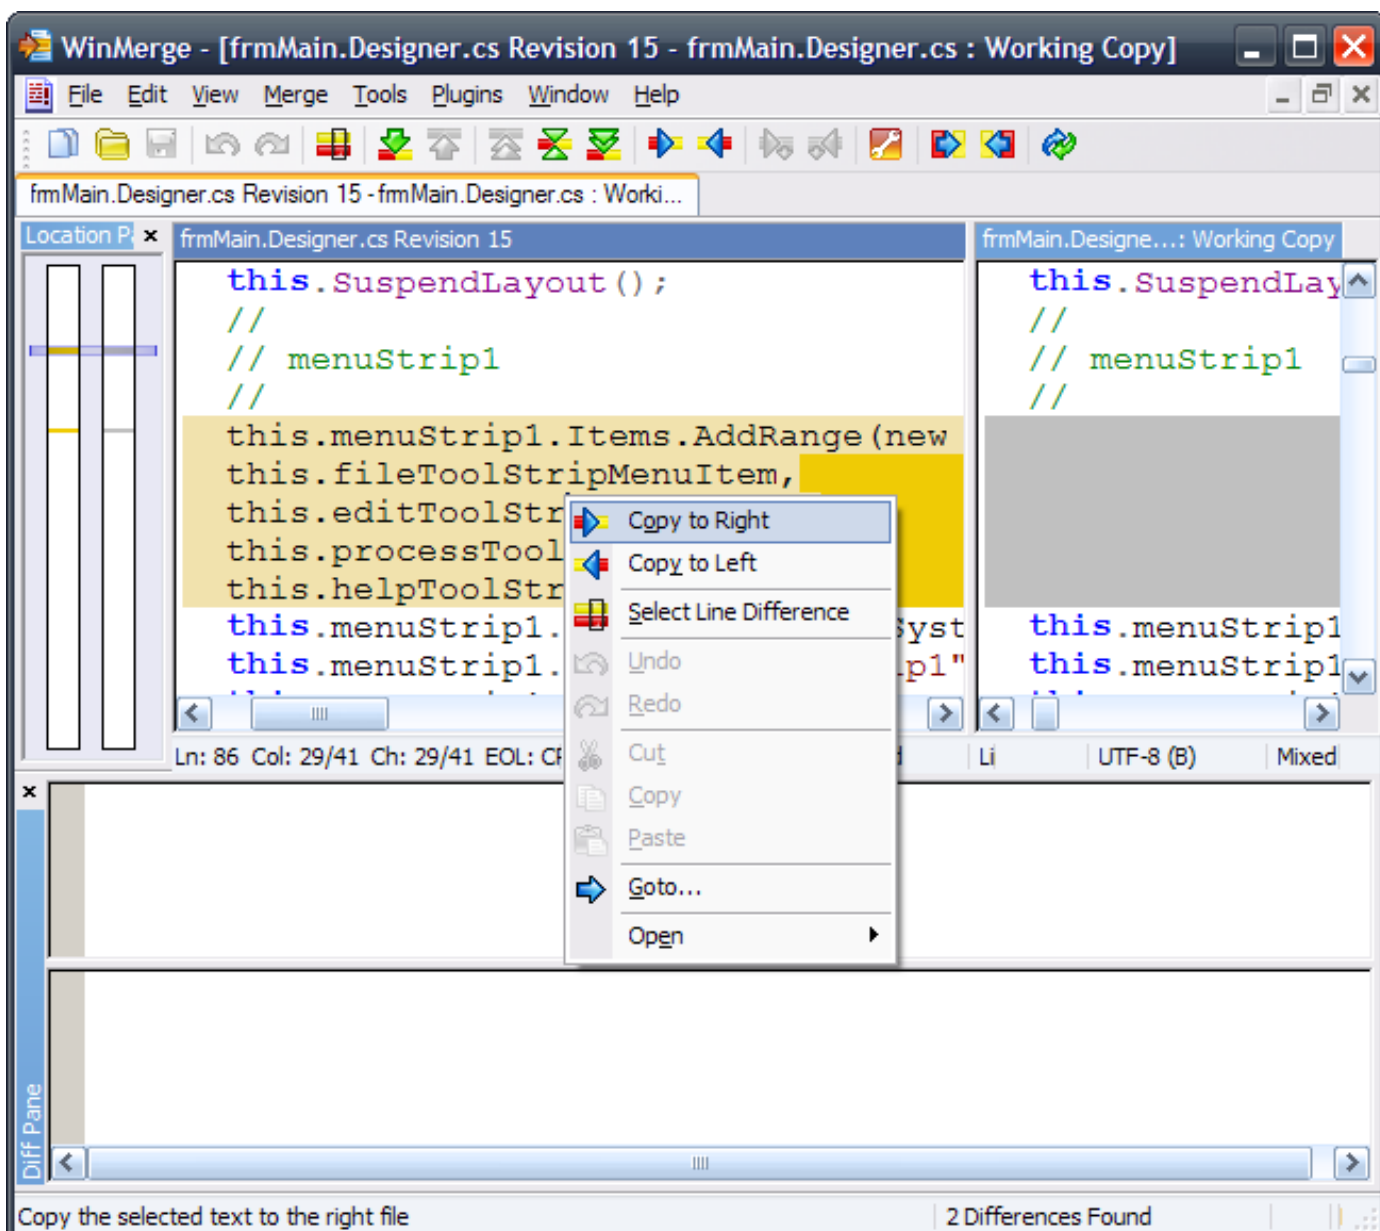 WinMerge - [frmMain.Designer.cs Revision 15 - frmMain.Designer.cs : Working Copy]
File Edit View Merge Tools Plugins Window Help
frmMain.Designer.cs Revision 15 - frmMain.Designer.cs : Worki...
Location P
frmMain.Designer.cs Revision 15
frmMain.Designe...: Working Copy
this.SuspendLayout();
//
// menuStrip1
//
this.menuStrip1.Items.AddRange(new
this.fileToolStripMenuItem,
this.editToolStr
this.processTool
this.helpToolStr
this.menuStrip1. Syst
this.menuStrip1. ip1"
this.SuspendLay
//
// menuStrip1
//
this.menuStrip1
this.menuStrip1
Copy to Right
Copy to Left
Select Line Difference
Undo
Redo
Cut
Copy
Paste
Goto...
Open
Ln: 86 Col: 29/41 Ch: 29/41 EOL: CR
Li UTF-8 (B) Mixed
Diff Pane
Copy the selected text to the right file
2 Differences Found